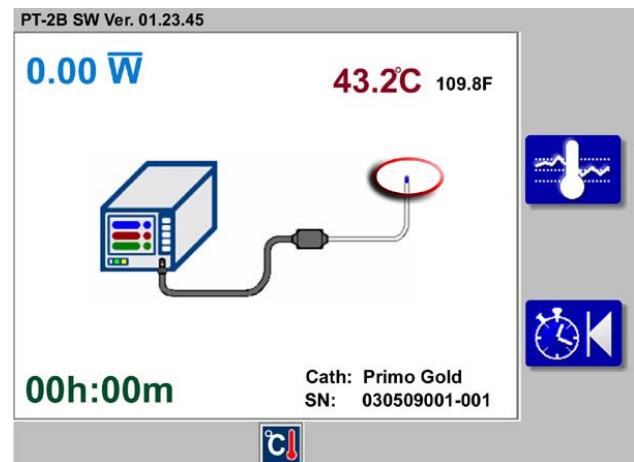 PT-2B SW Ver. 01.23.45
0.00 W
43.2°C 109.8F
00h:00m
Cath: Primo Gold
SN: 030509001-001
°C